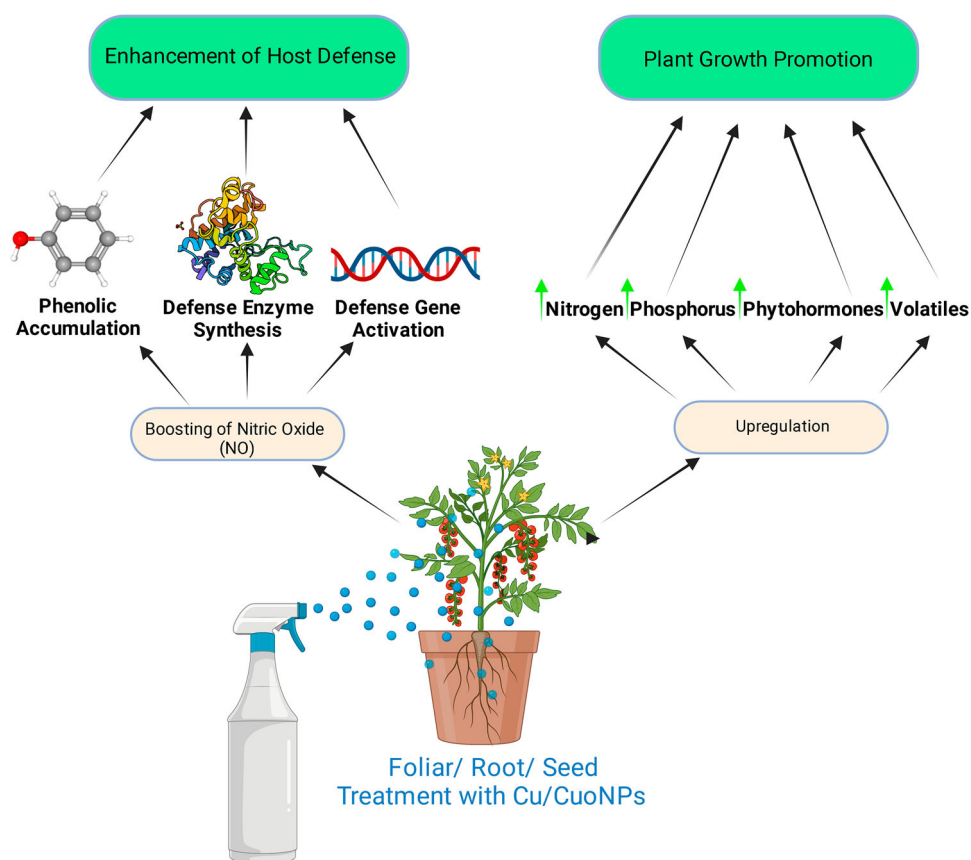 Enhancement of Host Defense
Plant Growth Promotion
Phenolic
Accumulation
Defense Enzyme
Synthesis
Defense Gene
Activation
Nitrogen
Phosphorus
Phytohormones
Volatiles
Boosting of Nitric Oxide
(NO)
Upregulation
Foliar/ Root/ Seed
Treatment with Cu/CuoNPs